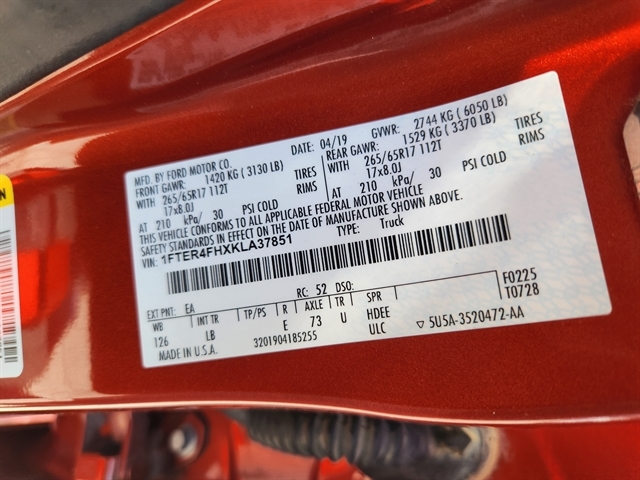 MFD. BY FORD MOTOR CO.
DATE: 04/19 GVWR: 2744 KG ( 6050 LB)
FRONT GAWR: 1420 KG ( 3130 LB) REAR GAWR: 1529 KG ( 3370 LB)
WITH 265/65R17 112T TIRES WITH 265/65R17 112T TIRES
17x8.0J RIMS 17x8.0J RIMS
AT 210 kPa/ 30 PSI COLD AT 210 kPa/ 30 PSI COLD
THIS VEHICLE CONFORMS TO ALL APPLICABLE FEDERAL MOTOR VEHICLE
SAFETY STANDARDS IN EFFECT ON THE DATE OF MANUFACTURE SHOWN ABOVE.
VIN: 1FTER4FHXKLA37851 TYPE: Truck
F0225
T0728
EXT PNT: EA RC: 52 DSO:
WB INT TR TP/PS R AXLE TR SPR
126 LB E 73 U HDEE
ULC ▽ 5U5A-3520472-AA
MADE IN U.S.A. 3201904185255